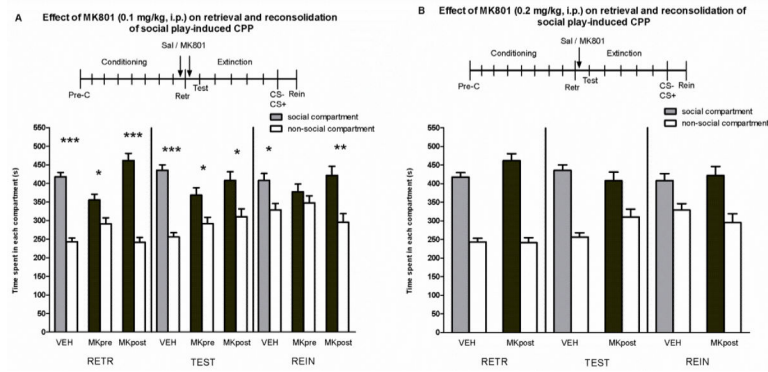 A
Effect of MK801 (0.1 mg/kg, i.p.) on retrieval and reconsolidation
of social play-induced CPP
Sal / MK801
Conditioning
Extinction
Pre-C
Retr
Test
CS-
CS+
Rein
social compartment
non-social compartment
Time spent in each compartment (s)
550
500
450
400
350
300
250
200
150
100
50
0
***
*
***
***
*
*
*
**
VEH
MKpre
MKpost
VEH
MKpre
MKpost
VEH
MKpre
MKpost
RETR
TEST
REIN
B
Effect of MK801 (0.2 mg/kg, i.p.) on retrieval and reconsolidation of
social play-induced CPP
Sal / MK801
Conditioning
Extinction
Pre-C
Retr
Test
CS-
CS+
Rein
social compartment
non-social compartment
Time spent in each compartment (s)
550
500
450
400
350
300
250
200
150
100
50
0
VEH
MKpost
VEH
MKpost
VEH
MKpost
RETR
TEST
REIN